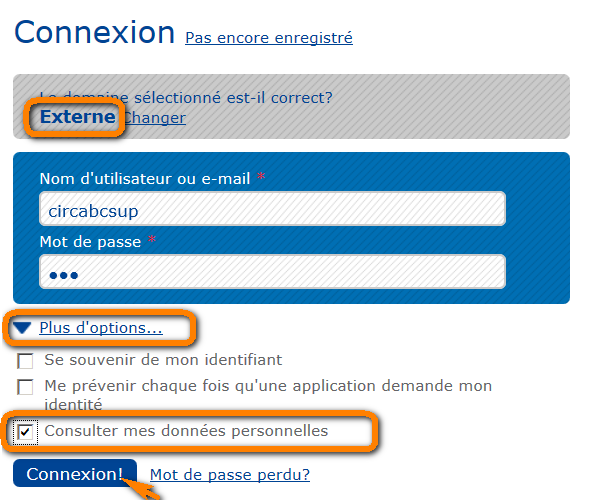 Connexion Pas encore enregistré
Le domaine sélectionné est-il correct?
Externe Changer
Nom d'utilisateur ou e-mail *
circabcsup
Mot de passe *
●●●
Plus d'options...
Se souvenir de mon identifiant
Me prévenir chaque fois qu'une application demande mon
identité
Consulter mes données personnelles
Connexion! Mot de passe perdu?